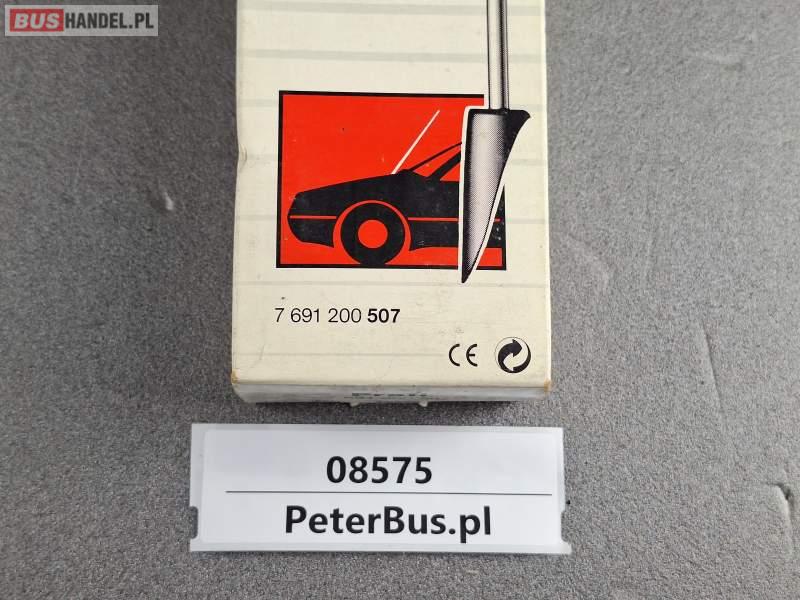 BUSHANDEL.PL
7 691 200 507
CE
08575
PeterBus.pl